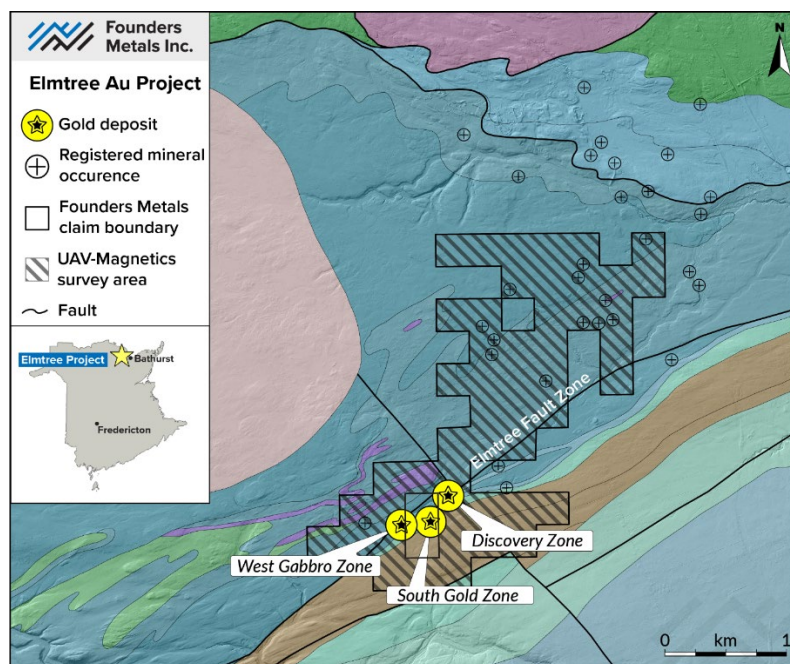 Founders
Metals Inc.
Elmtree Au Project
Gold deposit
Registered mineral
occurence
Founders Metals
claim boundary
UAV-Magnetics
survey area
Fault
Elmtree Project
Bathurst
Fredericton
N
Elmtree Fault Zone
Discovery Zone
West Gabbro Zone
South Gold Zone
0 km 1